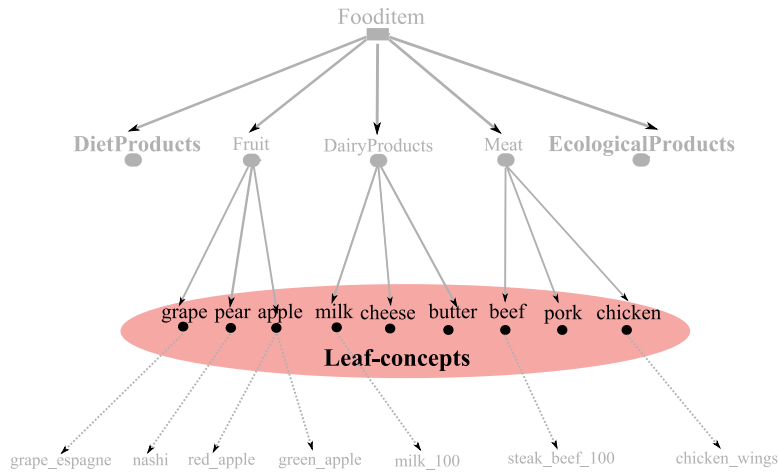 Fooditem
DietProducts Fruit DairyProducts Meat EcologicalProducts
grape pear apple milk cheese butter beef pork chicken
Leaf-concepts
grape_espagne nashi red_apple green_apple milk_100 steak_beef_100 chicken_wings